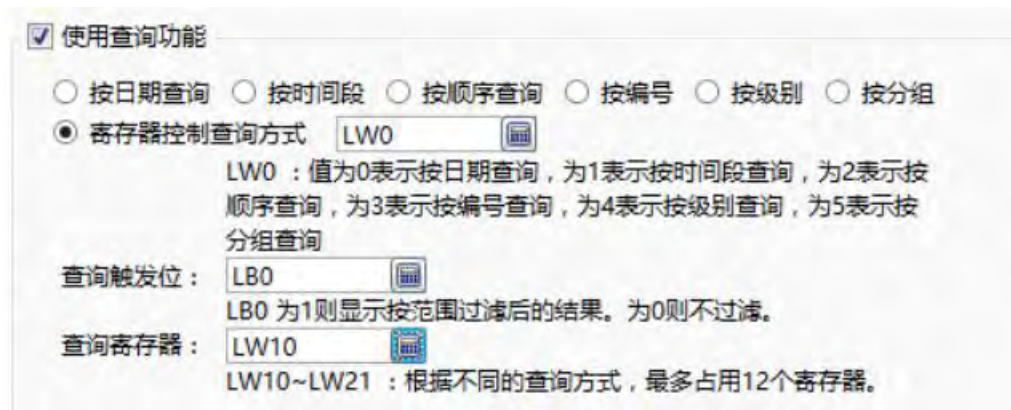 使用查询功能
按日期查询 按时间段 按顺序查询 按编号 按级别 按分组
寄存器控制查询方式 LW0
LW0 ：值为0表示按日期查询，为1表示按时间段查询，为2表示按
顺序查询，为3表示按编号查询，为4表示按级别查询，为5表示按
分组查询
查询触发位： LB0
LB0 为1则显示按范围过滤后的结果。为0则不过滤。
查询寄存器： LW10
LW10~LW21 ：根据不同的查询方式，最多占用12个寄存器。